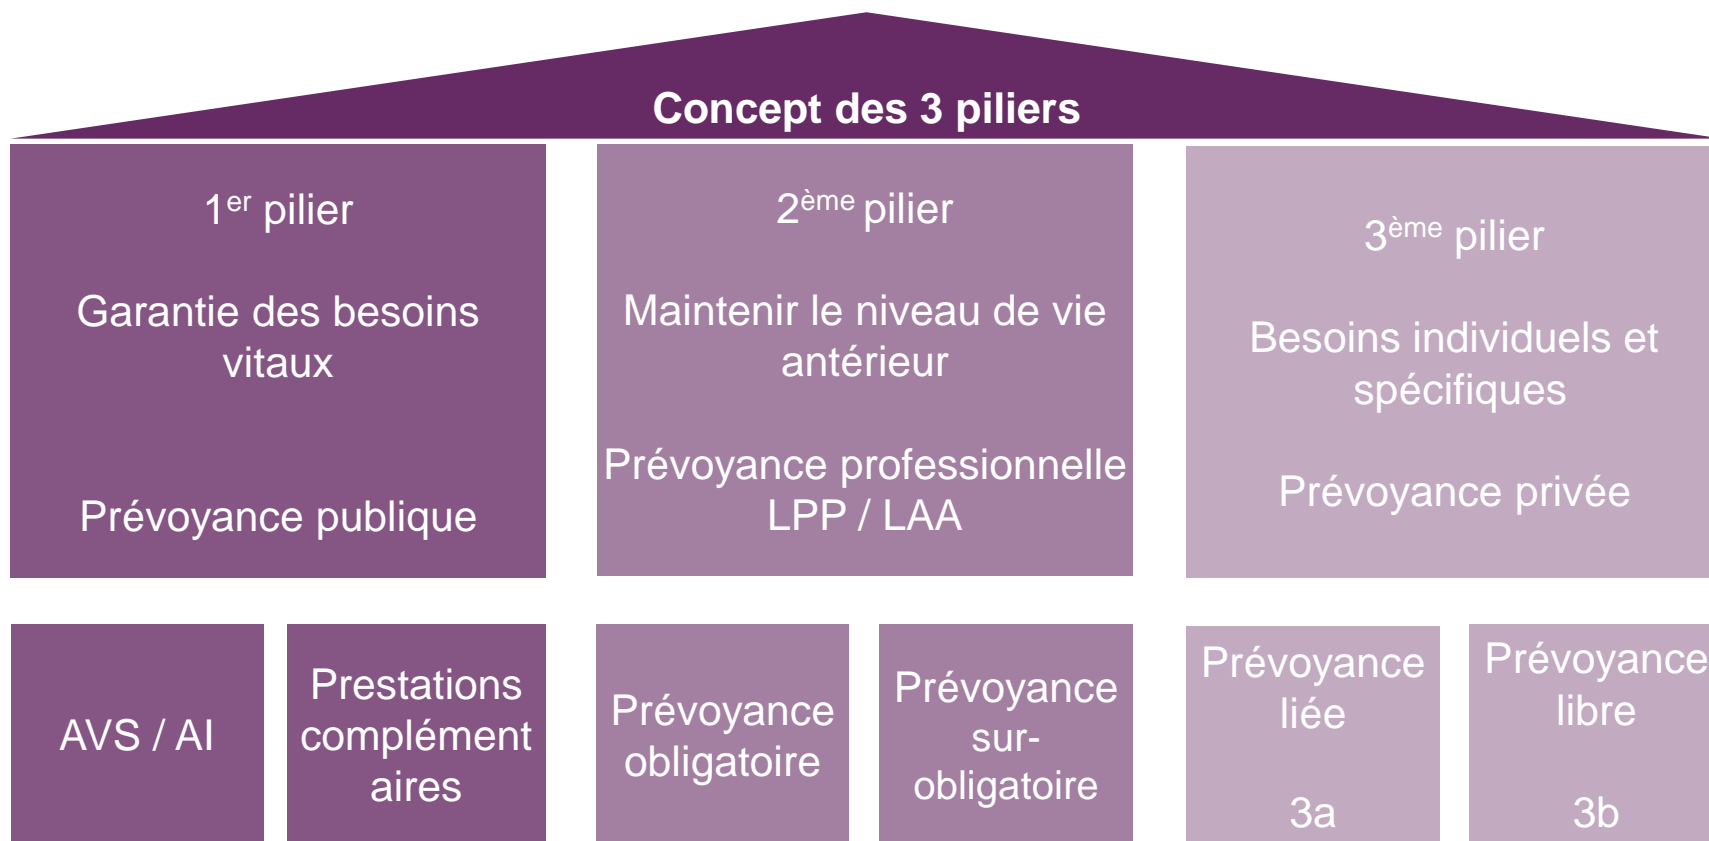 Concept des 3 piliers
1er pilier
Garantie des besoins
vitaux
Prévoyance publique
2ème pilier
Maintenir le niveau de vie
antérieur
Prévoyance professionnelle
LPP / LAA
3ème pilier
Besoins individuels et
spécifiques
Prévoyance privée
AVS / AI
Prestations
complément
aires
Prévoyance
obligatoire
Prévoyance
sur-
obligatoire
Prévoyance
liée
3a
Prévoyance
libre
3b